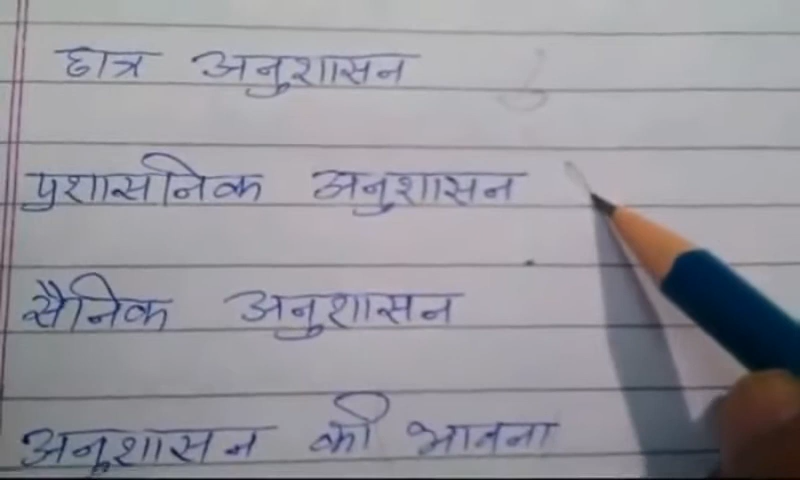 छात्र अनुशासन
प्रशासनिक अनुशासन
सैनिक अनुशासन
अनुशासन की भावना